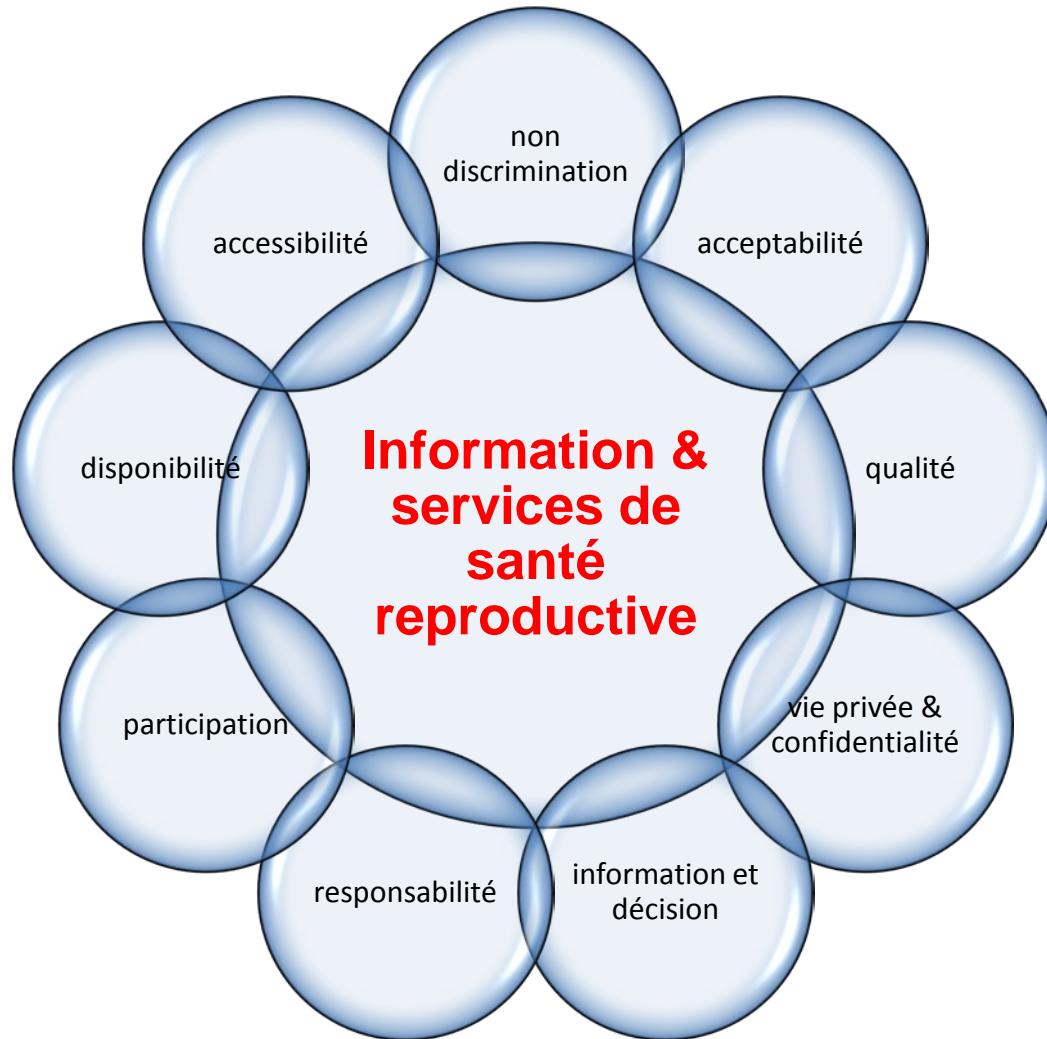 non
discrimination
acceptabilité
qualité
vie privée &
confidentialité
information et
décision
responsabilité
participation
disponibilité
accessibilité
Information &
services de
santé
reproductive